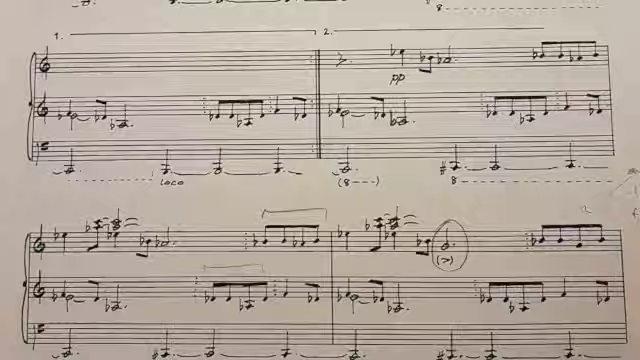 8
1. 2.
pp
loco (8---) 8
(>)